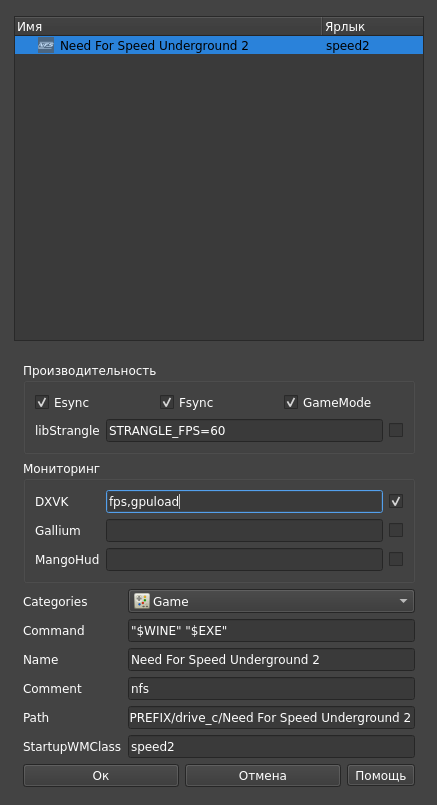 Имя Ярлык
Need For Speed Underground 2 speed2
Производительность
Esync Fsync GameMode
libStrangle STRANGLE_FPS=60
Мониторинг
DXVK fps,gpuload
Gallium
MangoHud
Categories Game
Command "$WINE" "$EXE"
Name Need For Speed Underground 2
Comment nfs
Path PREFIX/drive_c/Need For Speed Underground 2
StartupWMClass speed2
Ок Отмена Помощь